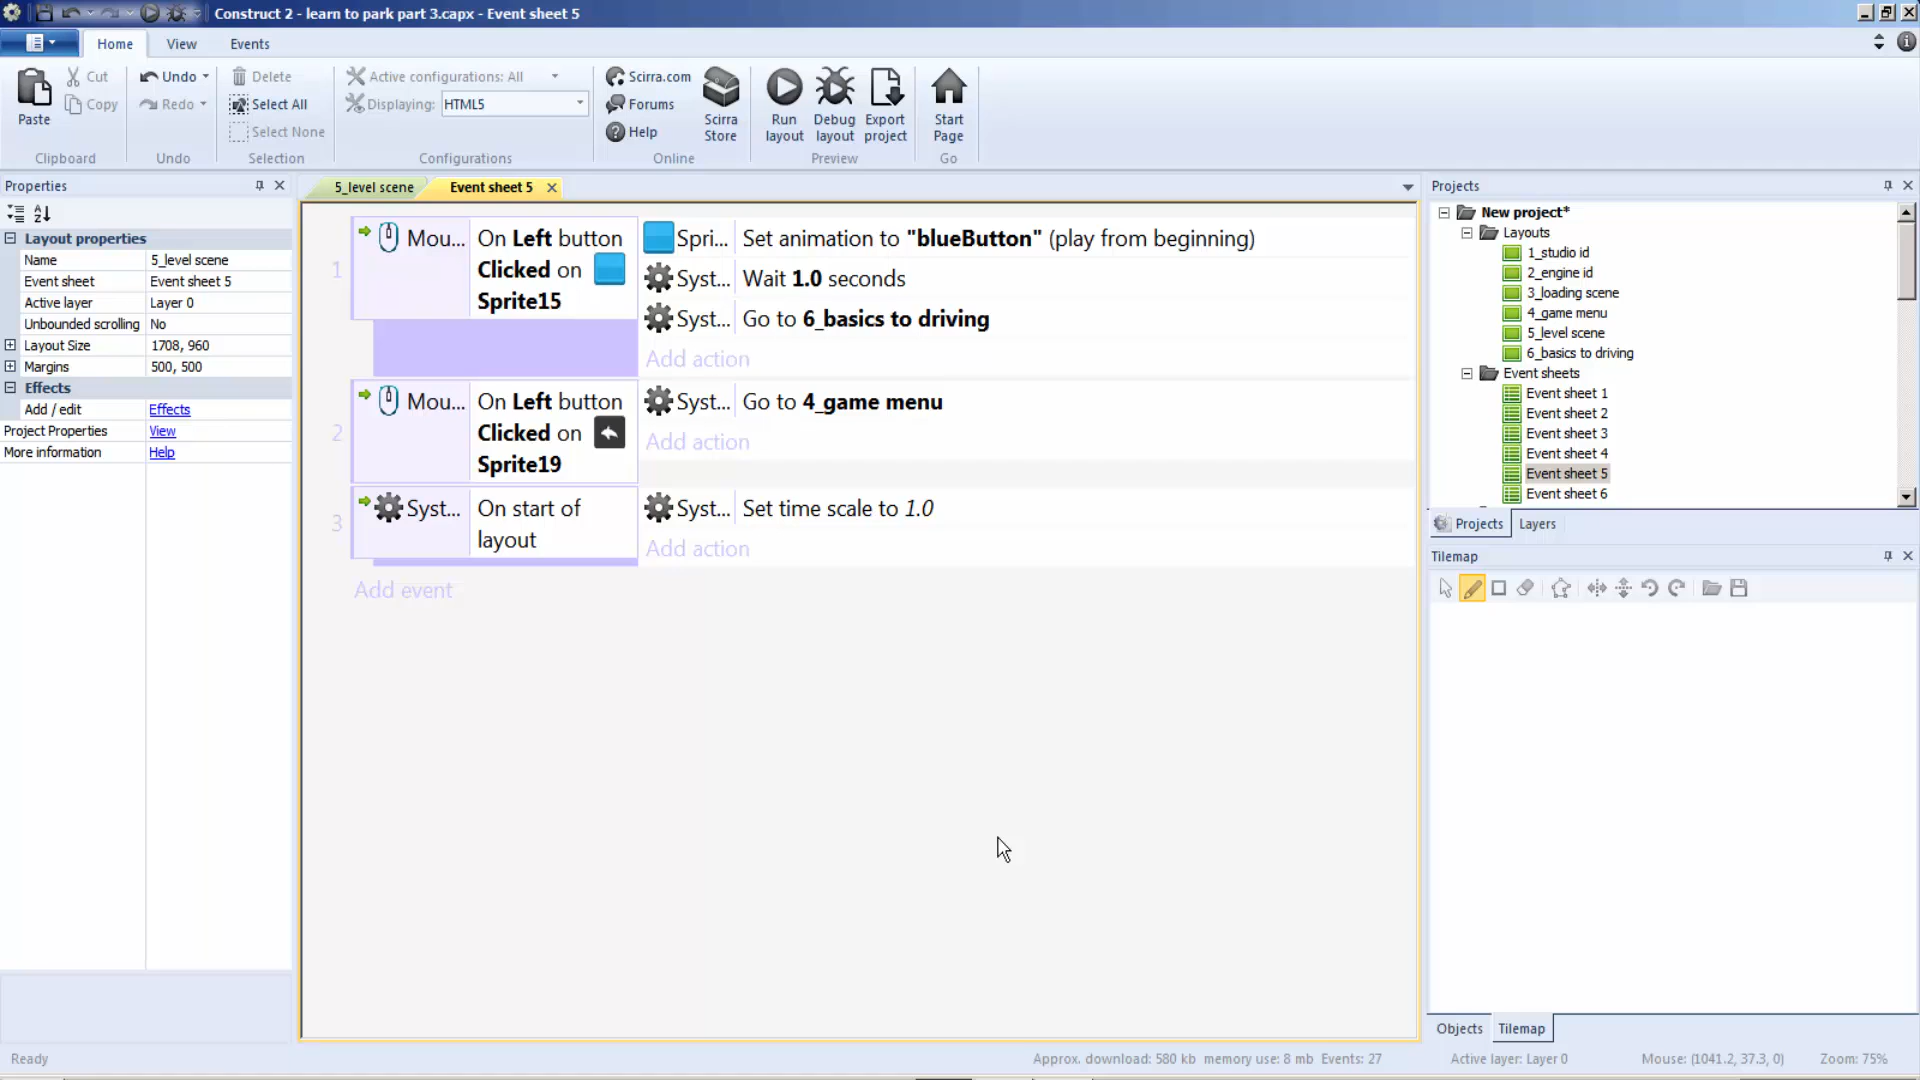 Construct 2 - learn to park part 3.capx - Event sheet 5
Home View Events
Paste
Cut
Copy
Clipboard
Undo
Redo
Undo
Delete
Select All
Select None
Selection
Active configurations: All
Displaying: HTML5
Configurations
Scirra.com
Forums
Help
Online
Scirra
Store
Run
layout
Debug
layout
Export
project
Preview
Start
Page
Go
Properties
Layout properties
Name 5_level scene
Event sheet Event sheet 5
Active layer Layer 0
Unbounded scrolling No
Layout Size 1708, 960
Margins 500, 500
Effects
Add / edit Effects
Project Properties View
More information Help
5_level scene Event sheet 5
1
Mou... On Left button
Clicked on
Sprite15
Spri... Set animation to "blueButton" (play from beginning)
Syst... Wait 1.0 seconds
Syst... Go to 6_basics to driving
Add action
2
Mou... On Left button
Clicked on
Sprite19
Syst... Go to 4_game menu
Add action
3
Syst... On start of
layout
Syst... Set time scale to 1.0
Add action
Add event
Projects
New project*
Layouts
1_studio id
2_engine id
3_loading scene
4_game menu
5_level scene
6_basics to driving
Event sheets
Event sheet 1
Event sheet 2
Event sheet 3
Event sheet 4
Event sheet 5
Event sheet 6
Projects Layers
Tilemap
Objects Tilemap
Ready
Approx. download: 580 kb memory use: 8 mb Events: 27
Active layer: Layer 0
Mouse: (1041.2, 37.3, 0)
Zoom: 75%